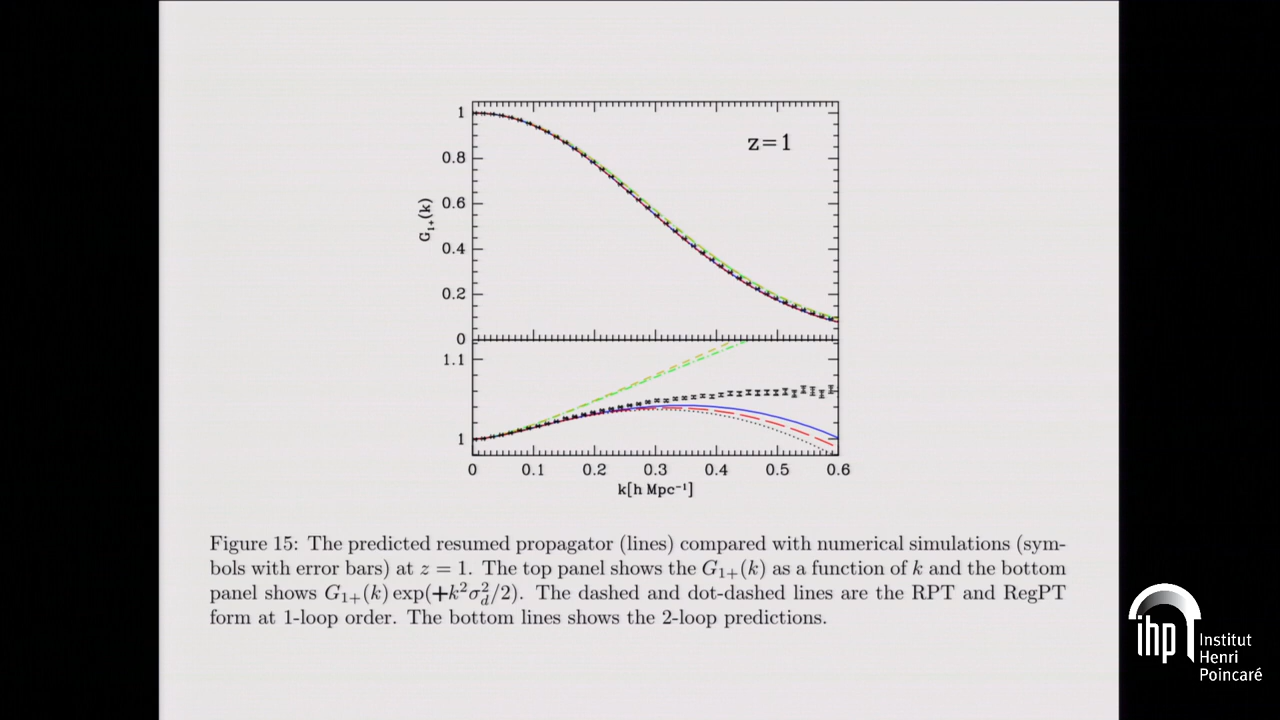 1
0.8
0.6
0.4
0.2
0
1.1
1
G₁₊(k)
z=1
0 0.1 0.2 0.3 0.4 0.5 0.6
k[h Mpc⁻¹]
Figure 15: The predicted resumed propagator (lines) compared with numerical simulations (sym-
bols with error bars) at z = 1. The top panel shows the G₁₊(k) as a function of k and the bottom
panel shows G₁₊(k) exp(+k²σ_d²/2). The dashed and dot-dashed lines are the RPT and RegPT
form at 1-loop order. The bottom lines shows the 2-loop predictions.
ihp
Institut
Henri
Poincaré